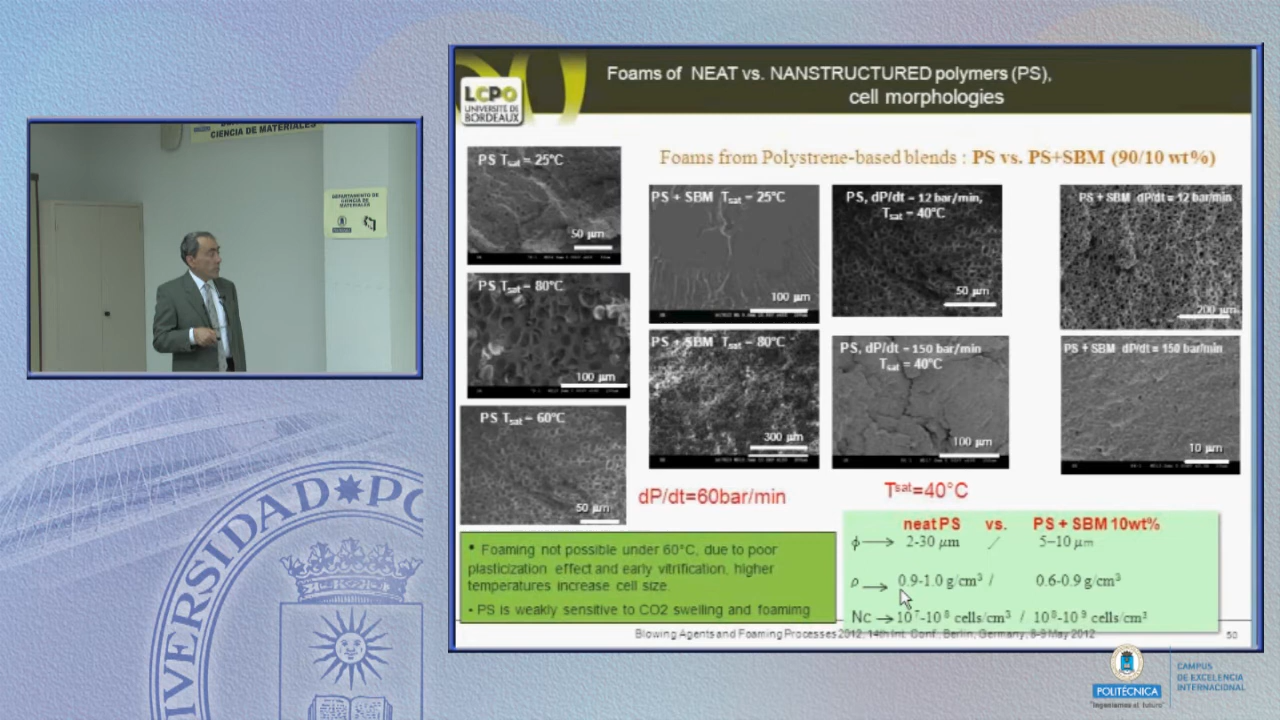 CIENCIA DE MATERIALES
DEPARTAMENTO DE
CIENCIA DE
MATERIALES
LCPO
UNIVERSITÉ DE
BORDEAUX
Foams of NEAT vs. NANSTRUCTURED polymers (PS),
cell morphologies
Foams from Polystrene-based blends : PS vs. PS+SBM (90/10 wt%)
PS Tsat = 25°C
50 µm
PS Tsat = 80°C
100 µm
PS Tsat = 60°C
50 µm
PS + SBM Tsat = 25°C
100 µm
PS + SBM Tsat = 80°C
300 µm
PS, dP/dt = 12 bar/min,
Tsat = 40°C
50 µm
PS, dP/dt = 150 bar/min
Tsat = 40°C
100 µm
PS + SBM dP/dt = 12 bar/min
200 µm
PS + SBM dP/dt = 150 bar/min
10 µm
dP/dt=60bar/min
Tsat=40°C
• Foaming not possible under 60°C, due to poor
plasticization effect and early vitrification, higher
temperatures increase cell size.
• PS is weakly sensitive to CO2 swelling and foaming
neat PS vs. PS + SBM 10wt%
ϕ → 2-30 µm / 5-10 µm
ρ → 0.9-1.0 g/cm³ / 0.6-0.9 g/cm³
Nc → 10⁷-10⁸ cells/cm³ / 10⁸-10⁹ cells/cm³
Blowing Agents and Foaming Processes 2012, 14th Int. Conf., Berlin, Germany, 8-9 May 2012
50
UNIVERSIDAD PO
POLITÉCNICA
"Ingeniamos el futuro"
CAMPUS
DE EXCELENCIA
INTERNACIONAL